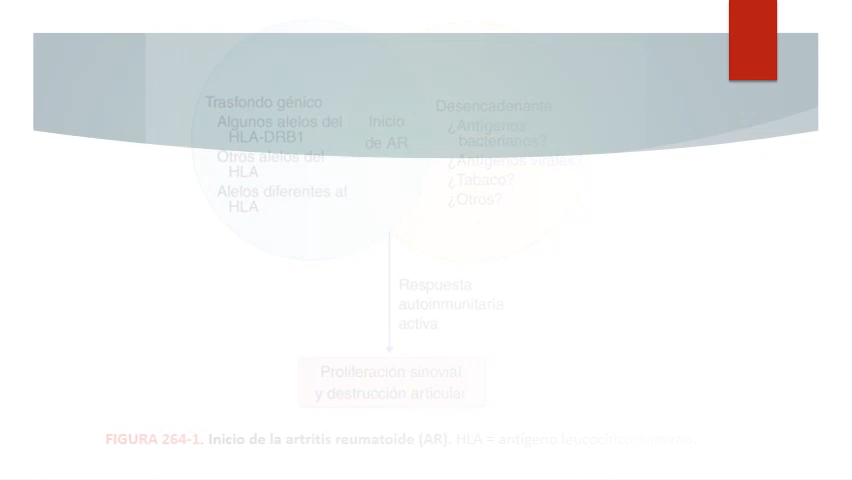 Trasfondo génico
Algunos alelos del
HLA-DRB1
Otros alelos del
HLA
Alelos diferentes al
HLA
Inicio
de AR
Desencadenante
¿Antígenos
bacterianos?
¿Antígenos virales?
¿Tabaco?
¿Otros?
Respuesta
autoinmunitaria
activa
Proliferación sinovial
y destrucción articular
FIGURA 264-1. Inicio de la artritis reumatoide (AR). HLA = antígeno leucocítico humano.